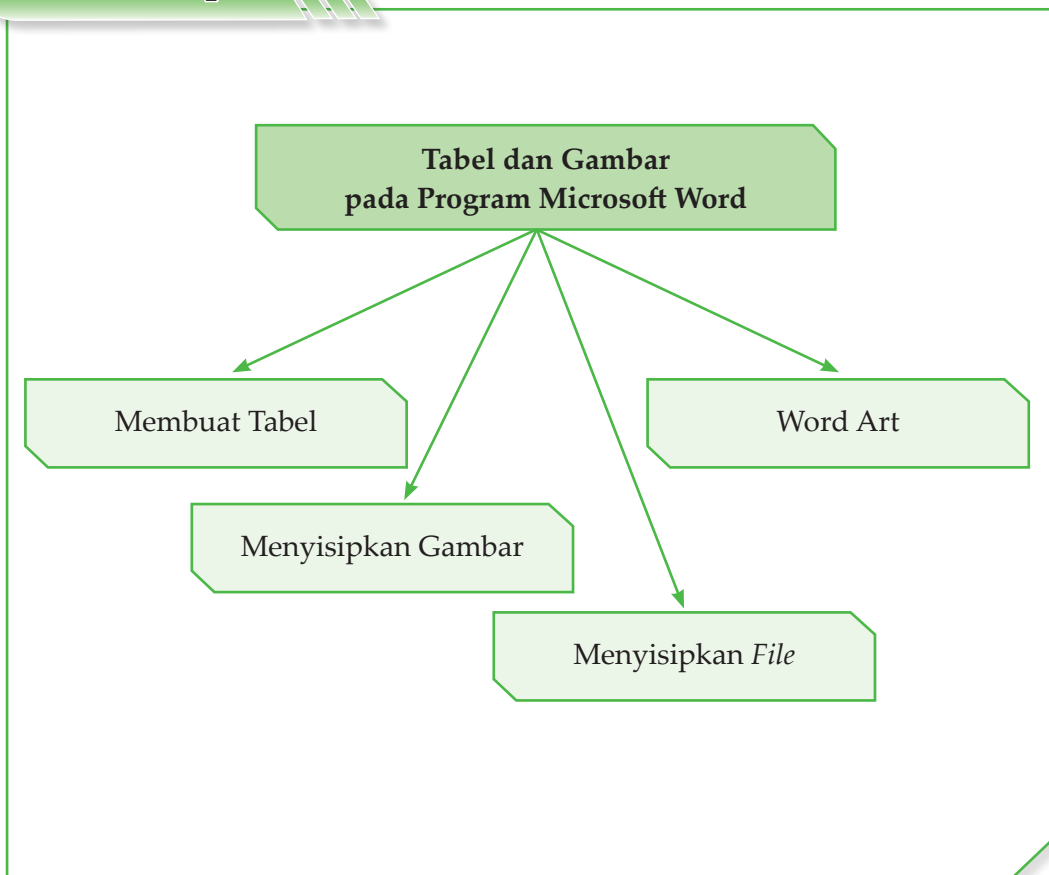 Tabel dan Gambar
pada Program Microsoft Word
Membuat Tabel
Word Art
Menyisipkan Gambar
Menyisipkan File